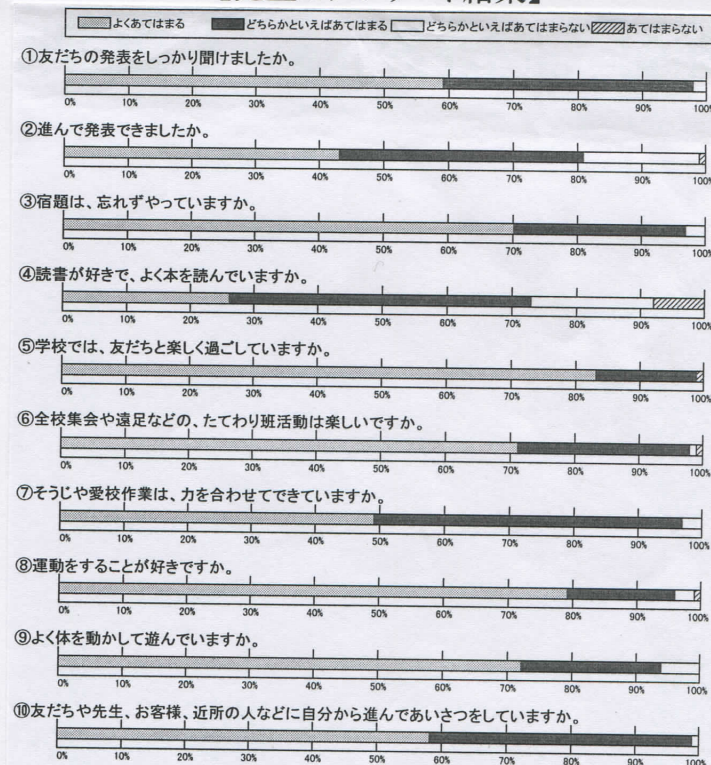 よくあてはまる どちらかといえばあてはまる どちらかといえばあてはまらない あてはまらない
①友だちの発表をしっかり聞けましたか。
0% 10% 20% 30% 40% 50% 60% 70% 80% 90% 100%
②進んで発表できましたか。
0% 10% 20% 30% 40% 50% 60% 70% 80% 90% 100%
③宿題は、忘れずやっていますか。
0% 10% 20% 30% 40% 50% 60% 70% 80% 90% 100%
④読書が好きで、よく本を読んでいますか。
0% 10% 20% 30% 40% 50% 60% 70% 80% 90% 100%
⑤学校では、友だちと楽しく過ごしていますか。
0% 10% 20% 30% 40% 50% 60% 70% 80% 90% 100%
⑥全校集会や遠足などの、たてわり班活動は楽しいですか。
0% 10% 20% 30% 40% 50% 60% 70% 80% 90% 100%
⑦そうじや愛校作業は、力を合わせてできていますか。
0% 10% 20% 30% 40% 50% 60% 70% 80% 90% 100%
⑧運動をすることが好きですか。
0% 10% 20% 30% 40% 50% 60% 70% 80% 90% 100%
⑨よく体を動かして遊んでいますか。
0% 10% 20% 30% 40% 50% 60% 70% 80% 90% 100%
⑩友だちや先生、お客様、近所の人などに自分から進んであいさつをしていますか。
0% 10% 20% 30% 40% 50% 60% 70% 80% 90% 100%